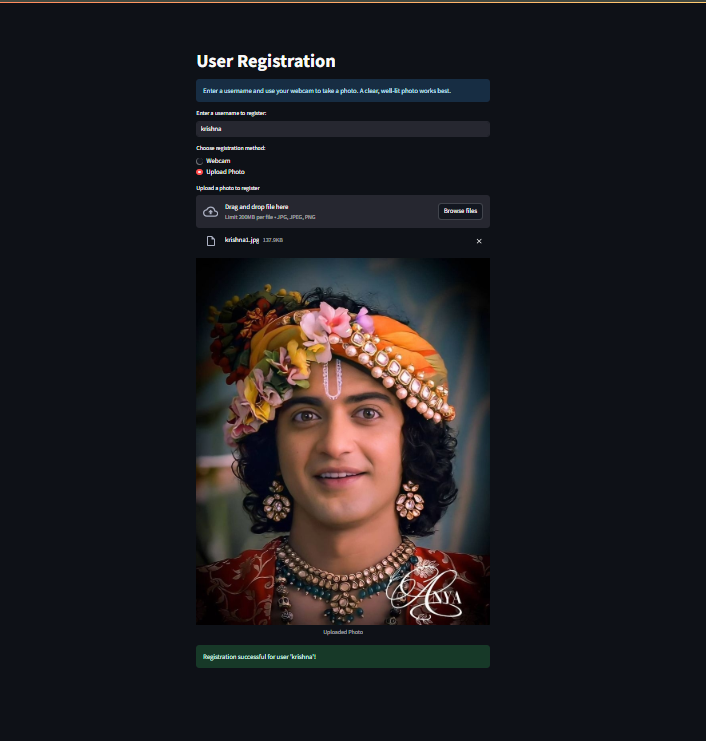 User Registration
Enter a username and use your webcam to take a photo. A clear, well-lit photo works best.
Enter a username to register:
krishna
Choose registration method:
Webcam
Upload Photo
Upload a photo to register
Drag and drop file here
Limit 200MB per file • JPG, JPEG, PNG
Browse files
krishna1.jpg 137.9KB
Anya
Uploaded Photo
Registration successful for user "krishna"!